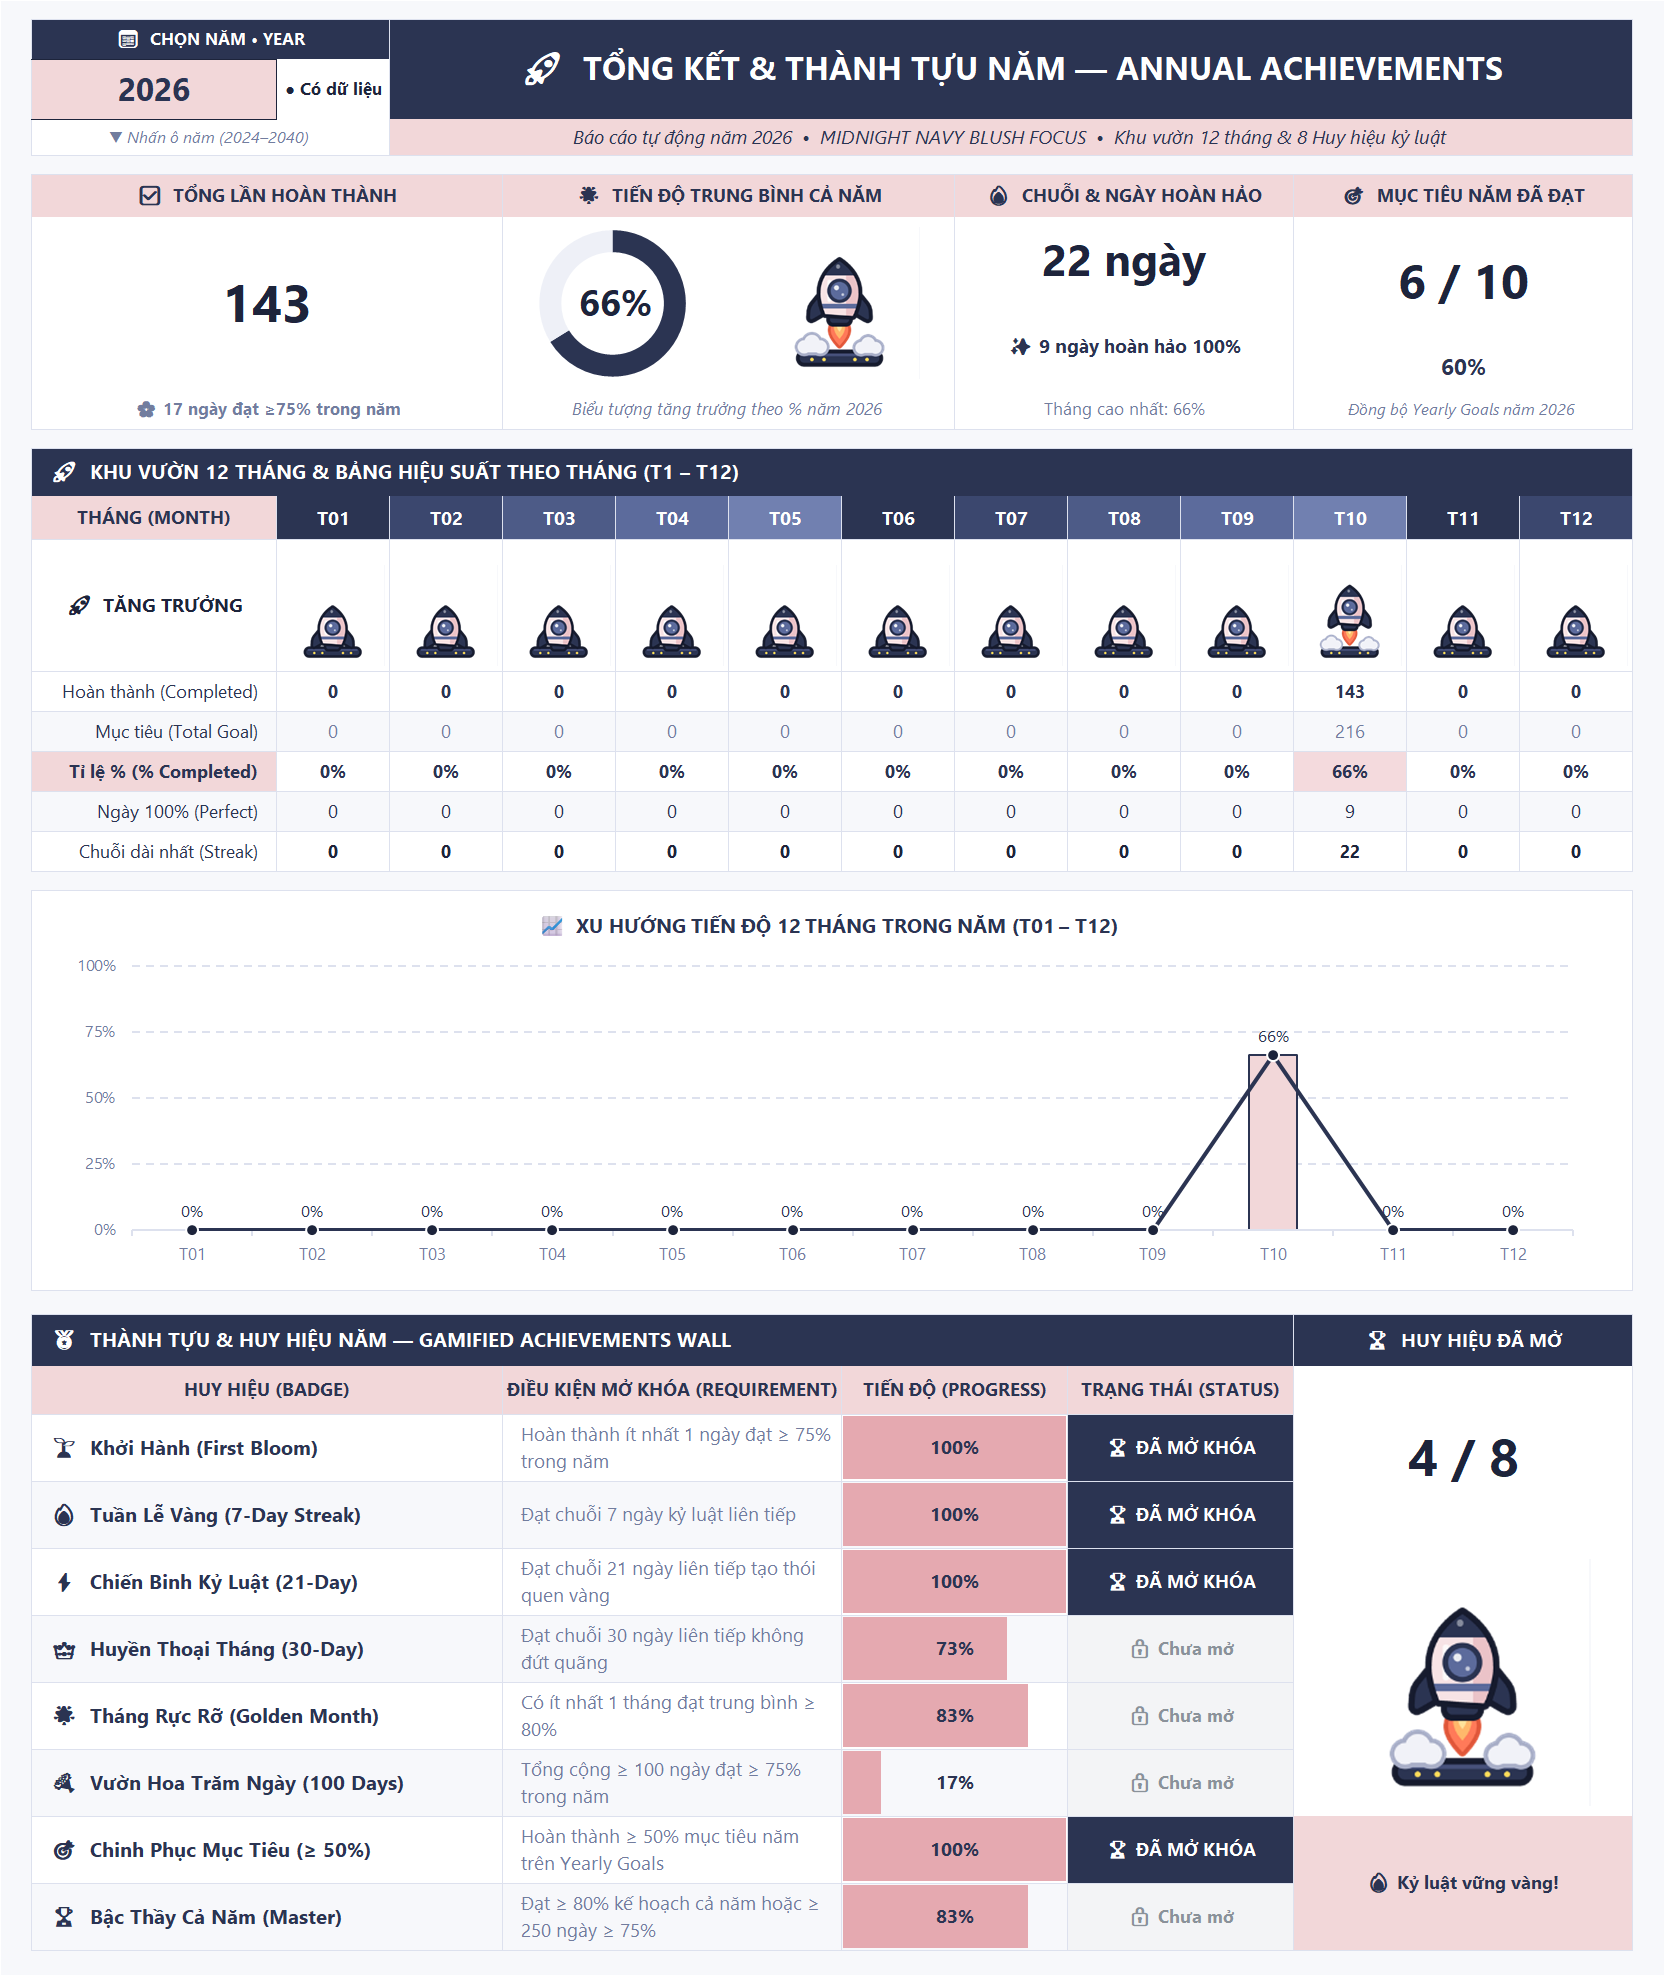 CHỌN NĂM • YEAR
2026
● Có dữ liệu
▼ Nhấn ô năm (2024–2040)
TỔNG KẾT & THÀNH TỰU NĂM — ANNUAL ACHIEVEMENTS
Báo cáo tự động năm 2026 • MIDNIGHT NAVY BLUSH FOCUS • Khu vườn 12 tháng & 8 Huy hiệu kỷ luật
TỔNG LẦN HOÀN THÀNH
143
17 ngày đạt ≥75% trong năm
TIẾN ĐỘ TRUNG BÌNH CẢ NĂM
66%
Biểu tượng tăng trưởng theo % năm 2026
CHUỖI & NGÀY HOÀN HẢO
22 ngày
9 ngày hoàn hảo 100%
Tháng cao nhất: 66%
MỤC TIÊU NĂM ĐÃ ĐẠT
6 / 10
60%
Đồng bộ Yearly Goals năm 2026
KHU VƯỜN 12 THÁNG & BẢNG HIỆU SUẤT THEO THÁNG (T1 – T12)
THÁNG (MONTH) T01 T02 T03 T04 T05 T06 T07 T08 T09 T10 T11 T12
TĂNG TRƯỞNG
Hoàn thành (Completed) 0 0 0 0 0 0 0 0 0 143 0 0
Mục tiêu (Total Goal) 0 0 0 0 0 0 0 0 0 216 0 0
Tỉ lệ % (% Completed) 0% 0% 0% 0% 0% 0% 0% 0% 0% 66% 0% 0%
Ngày 100% (Perfect) 0 0 0 0 0 0 0 0 0 9 0 0
Chuỗi dài nhất (Streak) 0 0 0 0 0 0 0 0 0 22 0 0
XU HƯỚNG TIẾN ĐỘ 12 THÁNG TRONG NĂM (T01 – T12)
100%
75%
66%
50%
25%
0% 0% 0% 0% 0% 0% 0% 0% 0% 0% 0%
0%
T01 T02 T03 T04 T05 T06 T07 T08 T09 T10 T11 T12
THÀNH TỰU & HUY HIỆU NĂM — GAMIFIED ACHIEVEMENTS WALL
HUY HIỆU (BADGE) ĐIỀU KIỆN MỞ KHÓA (REQUIREMENT) TIẾN ĐỘ (PROGRESS) TRẠNG THÁI (STATUS)
Khởi Hành (First Bloom)
Hoàn thành ít nhất 1 ngày đạt ≥ 75%
trong năm
100%
ĐÃ MỞ KHÓA
Tuần Lễ Vàng (7-Day Streak)
Đạt chuỗi 7 ngày kỷ luật liên tiếp
100%
ĐÃ MỞ KHÓA
Chiến Binh Kỷ Luật (21-Day)
Đạt chuỗi 21 ngày liên tiếp tạo thói
quen vàng
100%
ĐÃ MỞ KHÓA
Huyền Thoại Tháng (30-Day)
Đạt chuỗi 30 ngày liên tiếp không
đứt quãng
73%
Chưa mở
Tháng Rực Rỡ (Golden Month)
Có ít nhất 1 tháng đạt trung bình ≥
80%
83%
Chưa mở
Vườn Hoa Trăm Ngày (100 Days)
Tổng cộng ≥ 100 ngày đạt ≥ 75%
trong năm
17%
Chưa mở
Chinh Phục Mục Tiêu (≥ 50%)
Hoàn thành ≥ 50% mục tiêu năm
trên Yearly Goals
100%
ĐÃ MỞ KHÓA
Bậc Thầy Cả Năm (Master)
Đạt ≥ 80% kế hoạch cả năm hoặc ≥
250 ngày ≥ 75%
83%
Chưa mở
HUY HIỆU ĐÃ MỞ
4 / 8
Kỷ luật vững vàng!